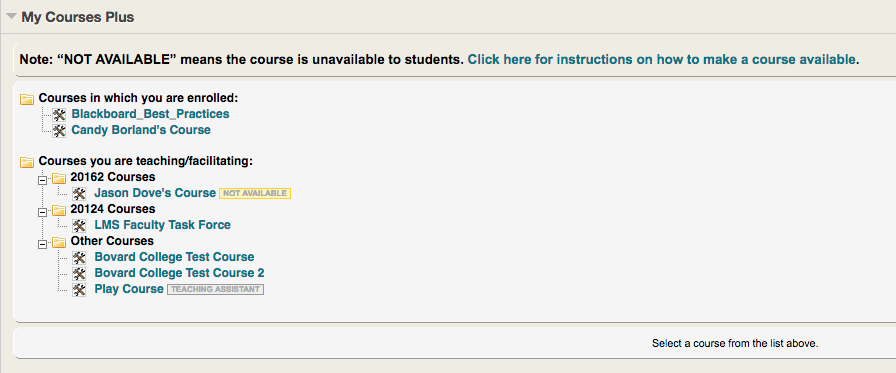 My Courses Plus
Note: “NOT AVAILABLE” means the course is unavailable to students. Click here for instructions on how to make a course available.
Courses in which you are enrolled:
Blackboard_Best_Practices
Candy Borland's Course
Courses you are teaching/facilitating:
20162 Courses
Jason Dove's Course NOT AVAILABLE
20124 Courses
LMS Faculty Task Force
Other Courses
Bovard College Test Course
Bovard College Test Course 2
Play Course TEACHING ASSISTANT
Select a course from the list above.